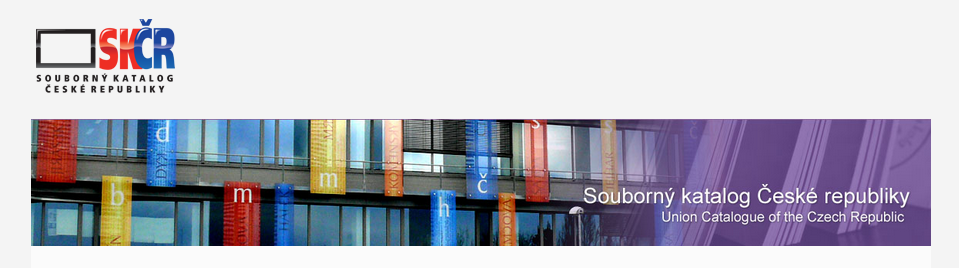 SKČR
SOUBORNÝ KATALOG
ČESKÉ REPUBLIKY
d
s
m
b
m
č
h
Souborný katalog České republiky
Union Catalogue of the Czech Republic